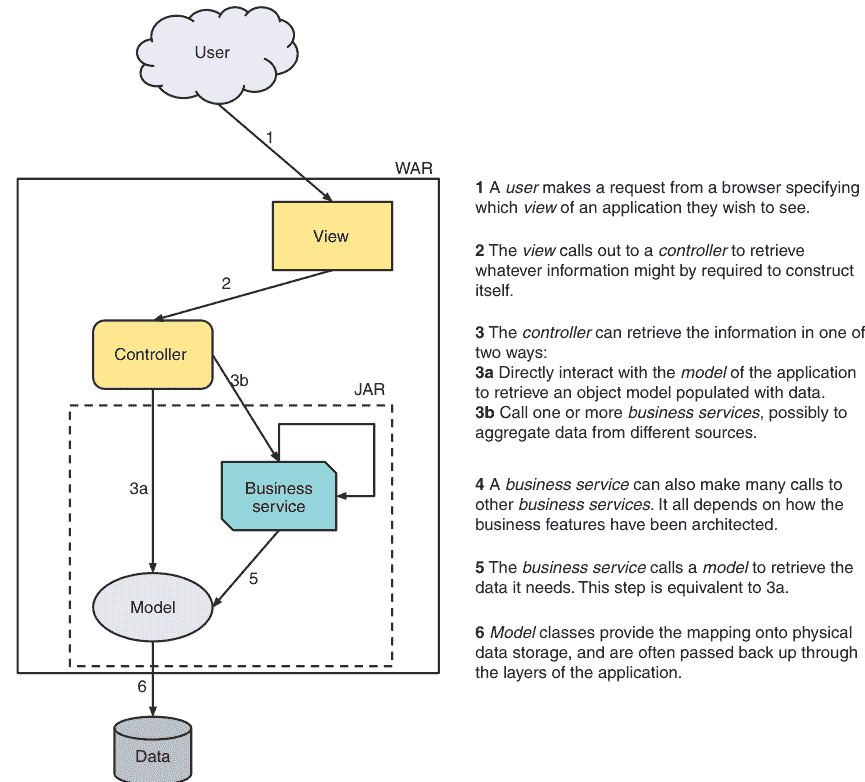 User
1
WAR
View
2
Controller
3b
JAR
Business
service
3a
5
Model
6
Data
1 A user makes a request from a browser specifying
which view of an application they wish to see.
2 The view calls out to a controller to retrieve
whatever information might by required to construct
itself.
3 The controller can retrieve the information in one of
two ways:
3a Directly interact with the model of the application
to retrieve an object model populated with data.
3b Call one or more business services, possibly to
aggregate data from different sources.
4 A business service can also make many calls to
other business services. It all depends on how the
business features have been architected.
5 The business service calls a model to retrieve the
data it needs. This step is equivalent to 3a.
6 Model classes provide the mapping onto physical
data storage, and are often passed back up through
the layers of the application.